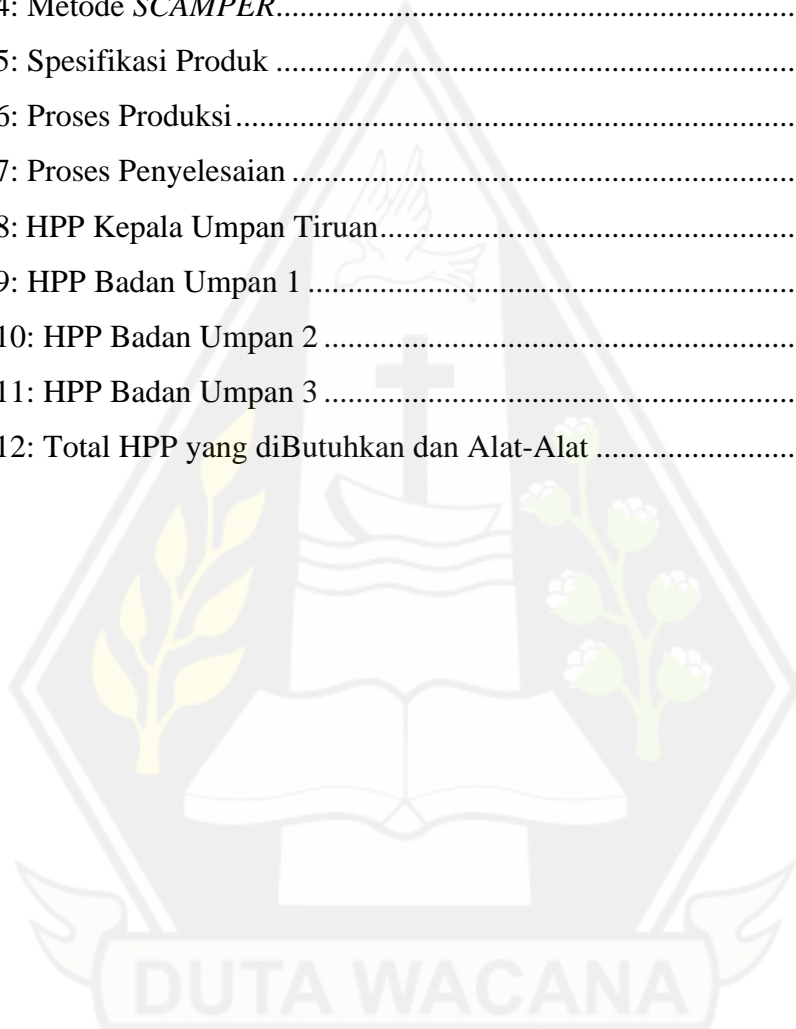 4: Metode SCAMPER....................................................................
5: Spesifikasi Produk ....................................................................
6: Proses Produksi.........................................................................
7: Proses Penyelesaian ..................................................................
8: HPP Kepala Umpan Tiruan.......................................................
9: HPP Badan Umpan 1 ................................................................
10: HPP Badan Umpan 2 ..............................................................
11: HPP Badan Umpan 3 ..............................................................
12: Total HPP yang diButuhkan dan Alat-Alat ..........................
DUTA WACANA